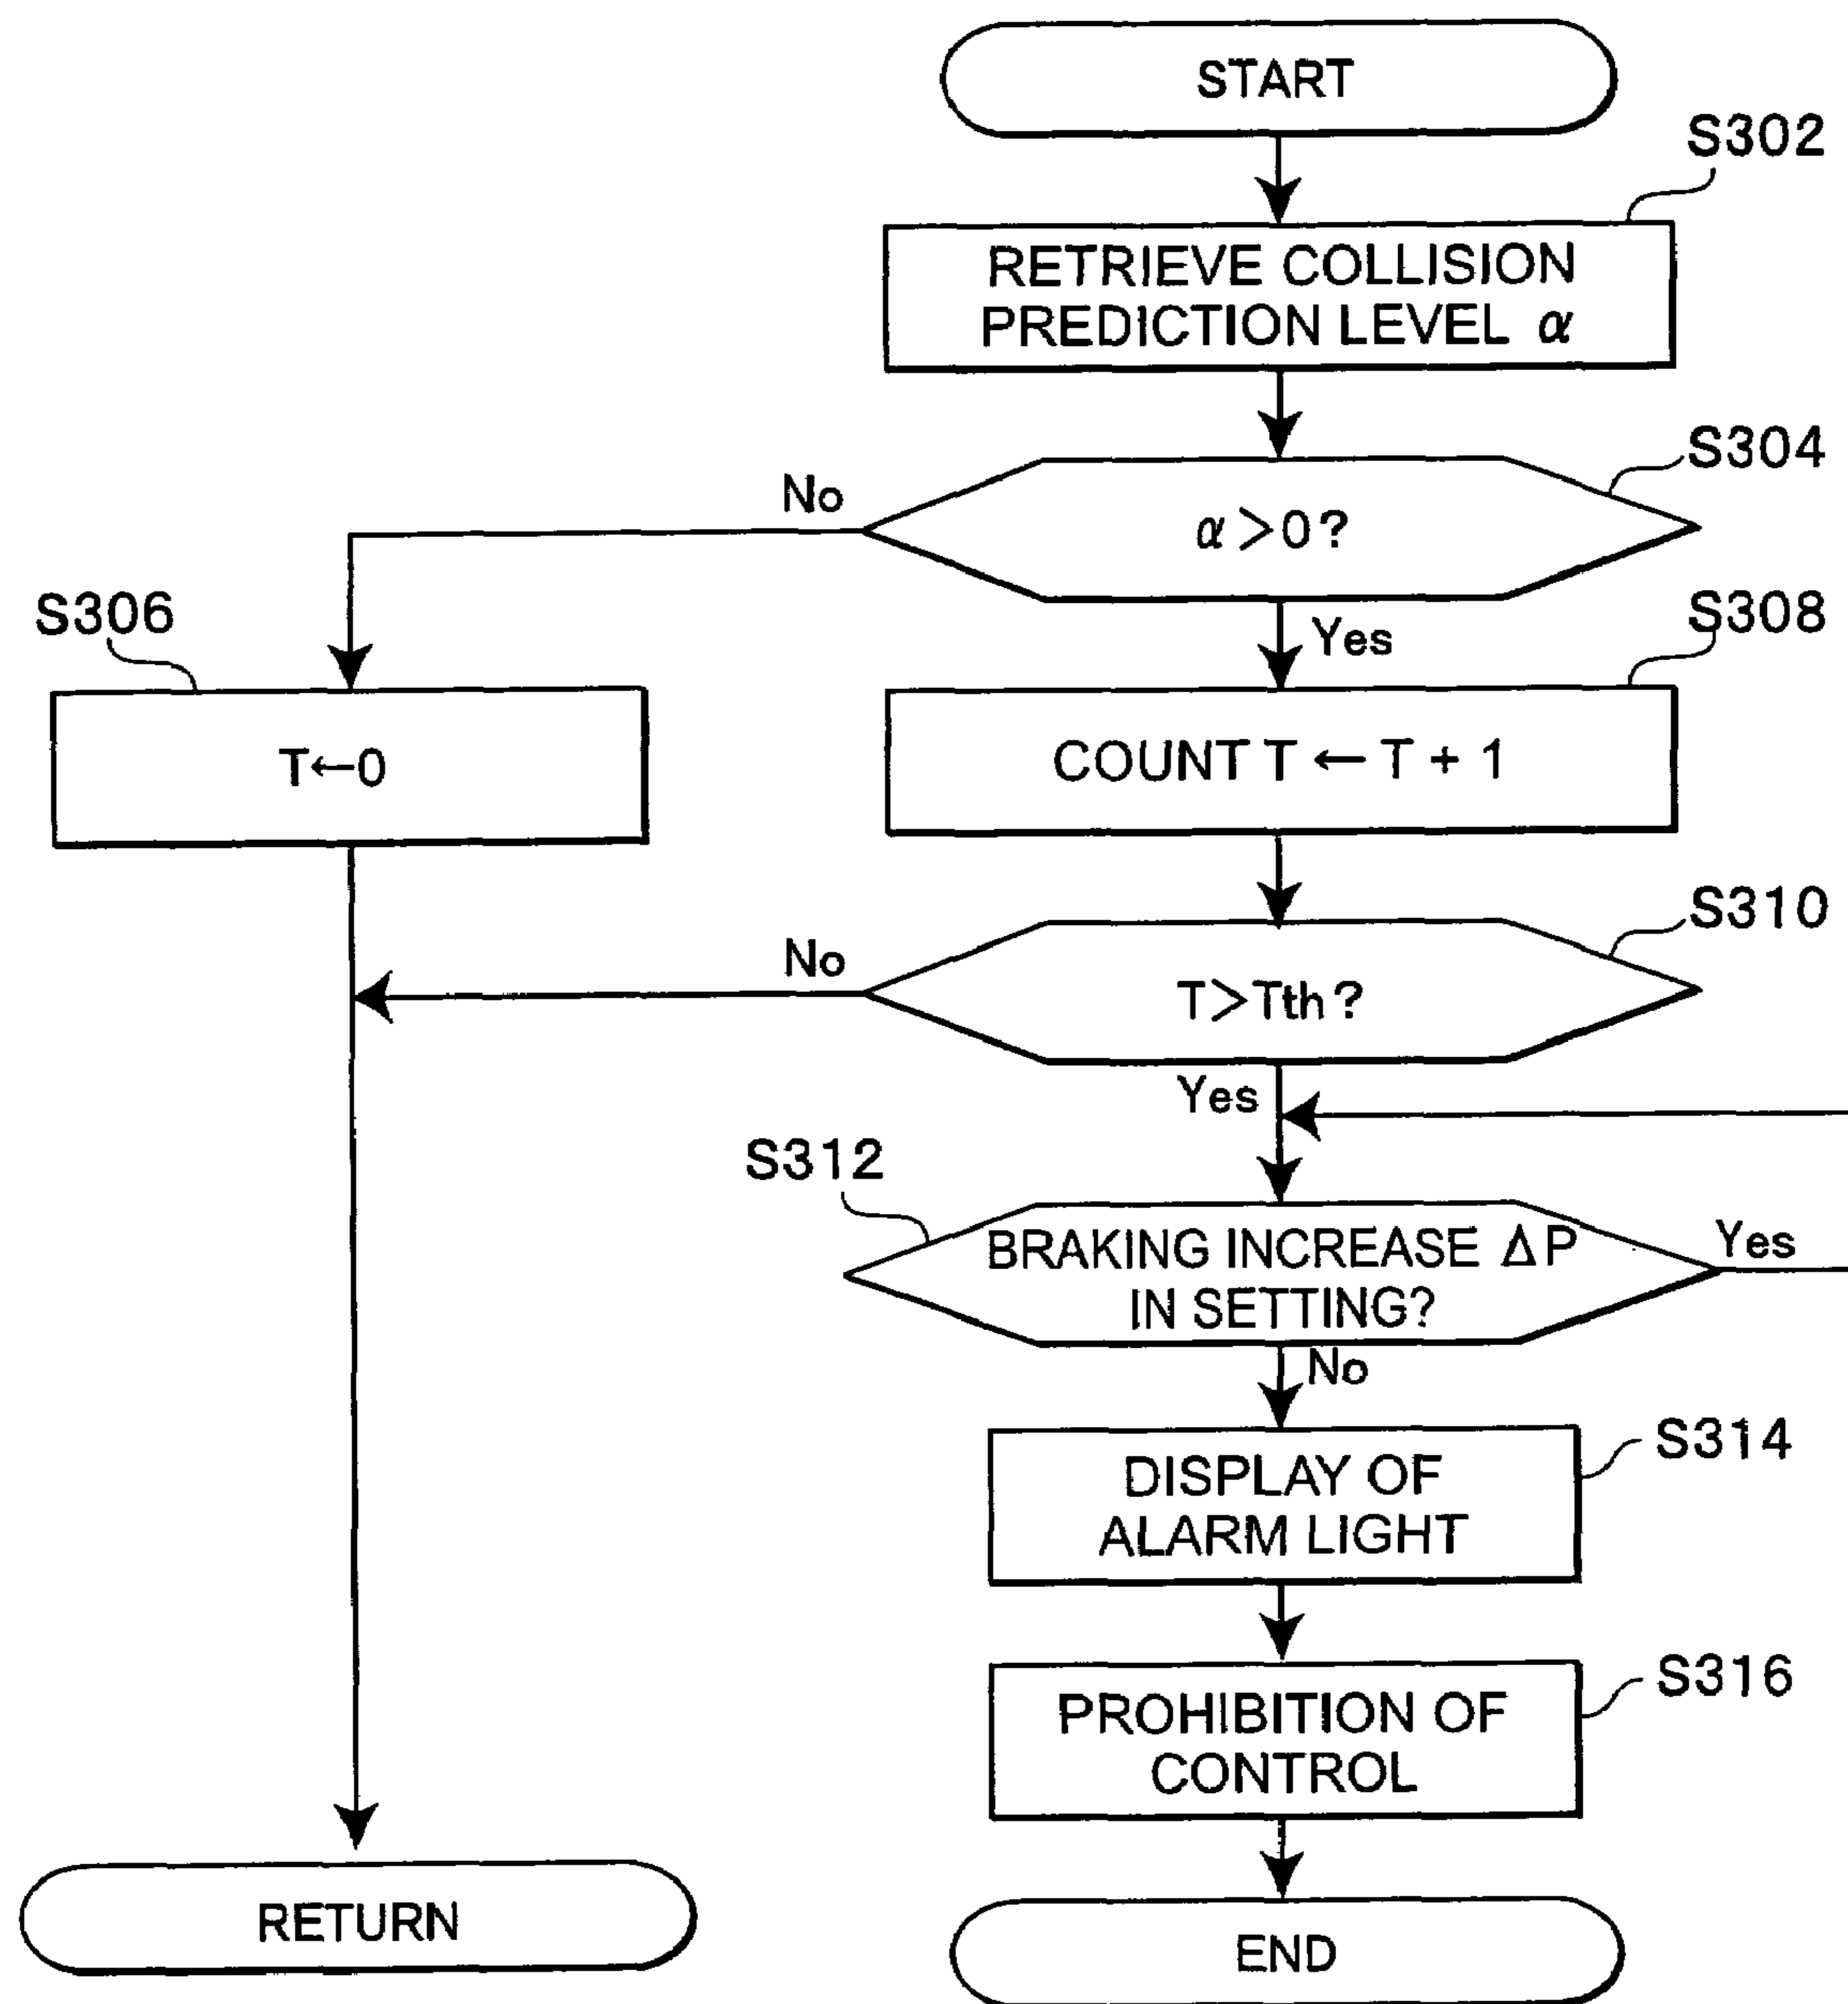 START
S302
RETRIEVE COLLISION
PREDICTION LEVEL α
S304
No
α>0?
S306
S308
Yes
T←0
COUNT T ← T + 1
S310
No
T>Tth?
Yes
S312
BRAKING INCREASE ΔP
IN SETTING?
Yes
No
S314
DISPLAY OF
ALARM LIGHT
S316
PROHIBITION OF
CONTROL
RETURN
END